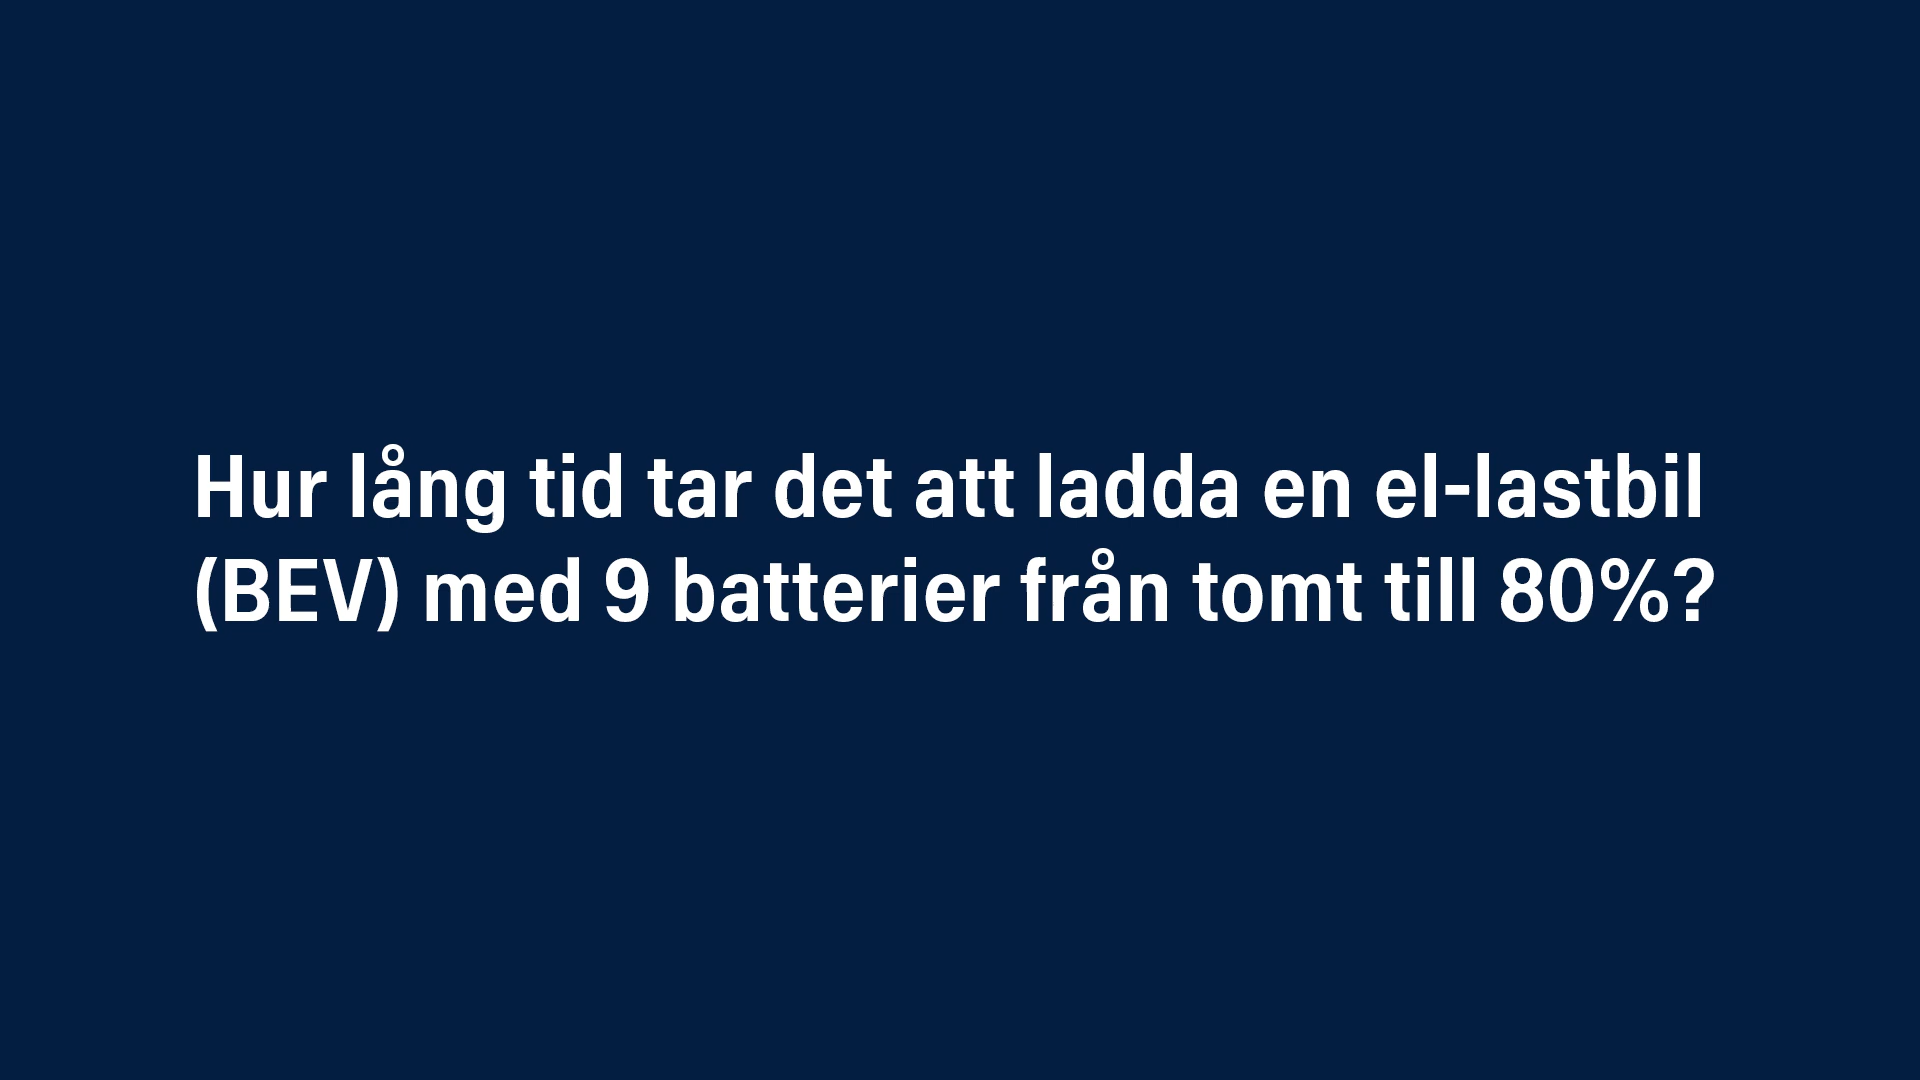 Hur lång tid tar det att ladda en el-lastbil
(BEV) med 9 batterier från tomt till 80%?